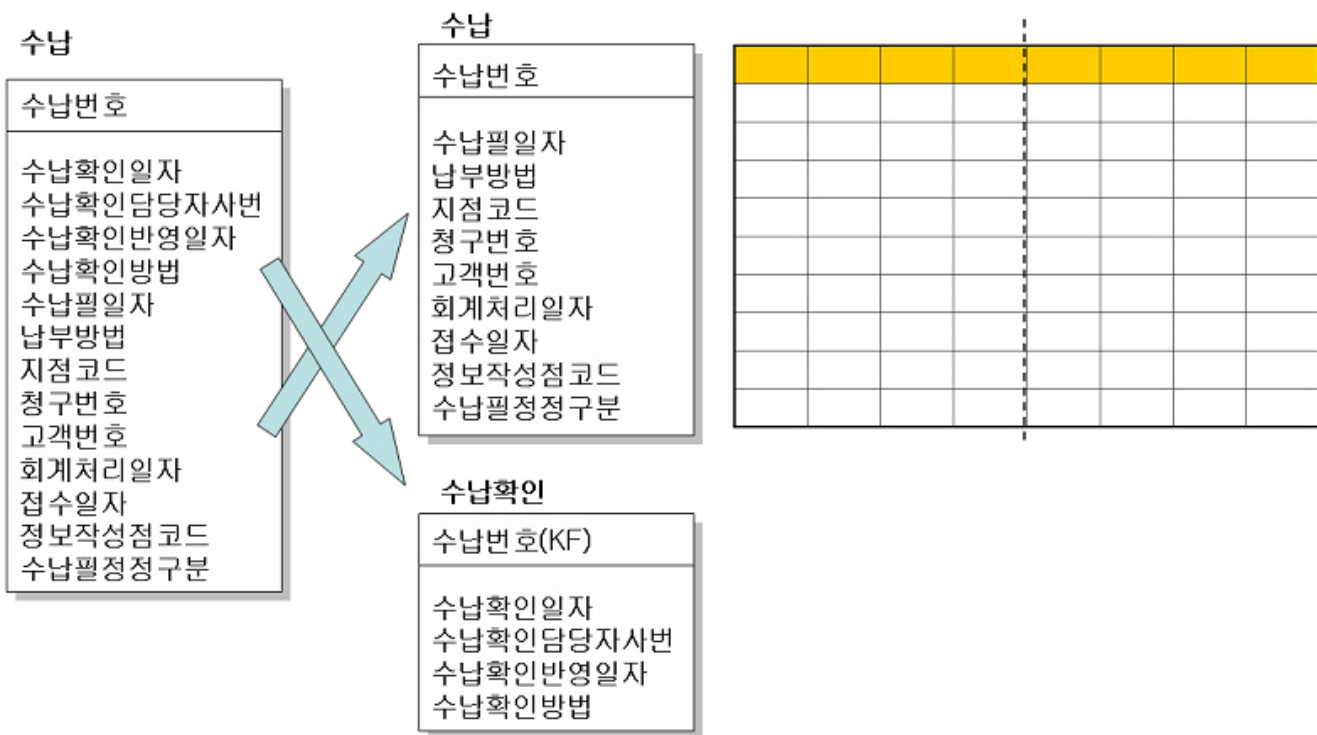 수납
수납번호
수납확인일자
수납확인담당자사번
수납확인반영일자
수납확인방법
수납필일자
납부방법
지점코드
청구번호
고객번호
회계처리일자
접수일자
정보작성점코드
수납필정정구분
수납
수납번호
수납필일자
납부방법
지점코드
청구번호
고객번호
회계처리일자
접수일자
정보작성점코드
수납필정정구분
수납확인
수납번호(KF)
수납확인일자
수납확인담당자사번
수납확인반영일자
수납확인방법